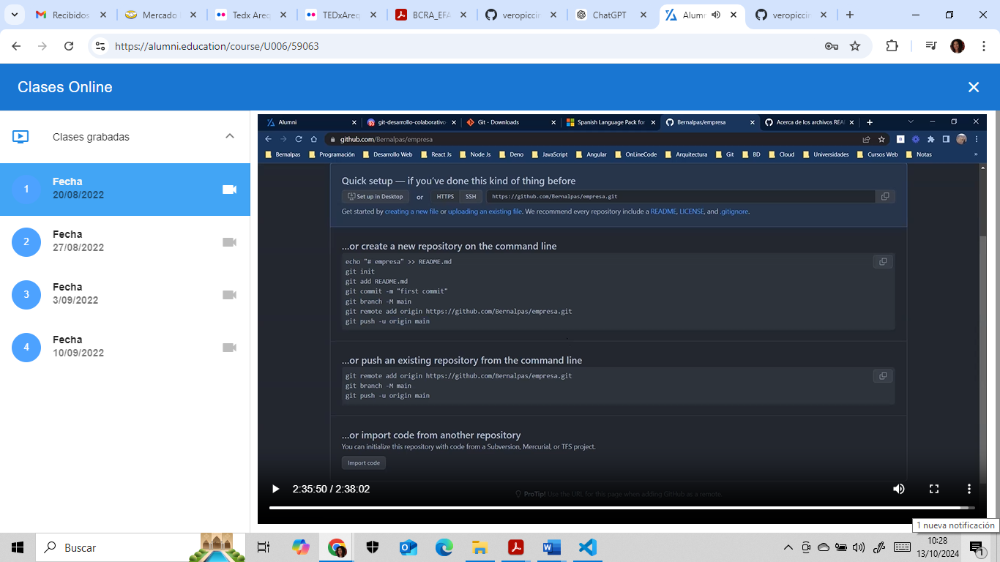 Recibidos
Mercado
Tedx Areq
TEDxAreq
BCRA_EFA
veropiccin
ChatGPT
Alumn
veropiccin
https://alumni.education/course/U006/59063
Clases Online
Clases grabadas
1
Fecha
20/08/2022
2
Fecha
27/08/2022
3
Fecha
3/09/2022
4
Fecha
10/09/2022
Alumni
git-desarrollo-colaborativo
Git - Downloads
Spanish Language Pack for
Bernalpas/empresa
Acerca de los archivos REA
github.com/Bernalpas/empresa
Bernalpas Programación Desarrollo Web React Js Node Js Deno JavaScript Angular OnLineCode Arquitectura Git BD Cloud Universidades Cursos Web Notas »
Quick setup — if you've done this kind of thing before
Set up in Desktop or HTTPS SSH https://github.com/Bernalpas/empresa.git
Get started by creating a new file or uploading an existing file. We recommend every repository include a README, LICENSE, and .gitignore.
...or create a new repository on the command line
echo "# empresa" >> README.md
git init
git add README.md
git commit -m "first commit"
git branch -M main
git remote add origin https://github.com/Bernalpas/empresa.git
git push -u origin main
...or push an existing repository from the command line
git remote add origin https://github.com/Bernalpas/empresa.git
git branch -M main
git push -u origin main
...or import code from another repository
You can initialize this repository with code from a Subversion, Mercurial, or TFS project.
Import code
2:35:50 / 2:38:02
ProTip! Use the URL for this page when adding GitHub as a remote.
1 nueva notificación
Buscar
10:28
13/10/2024
1